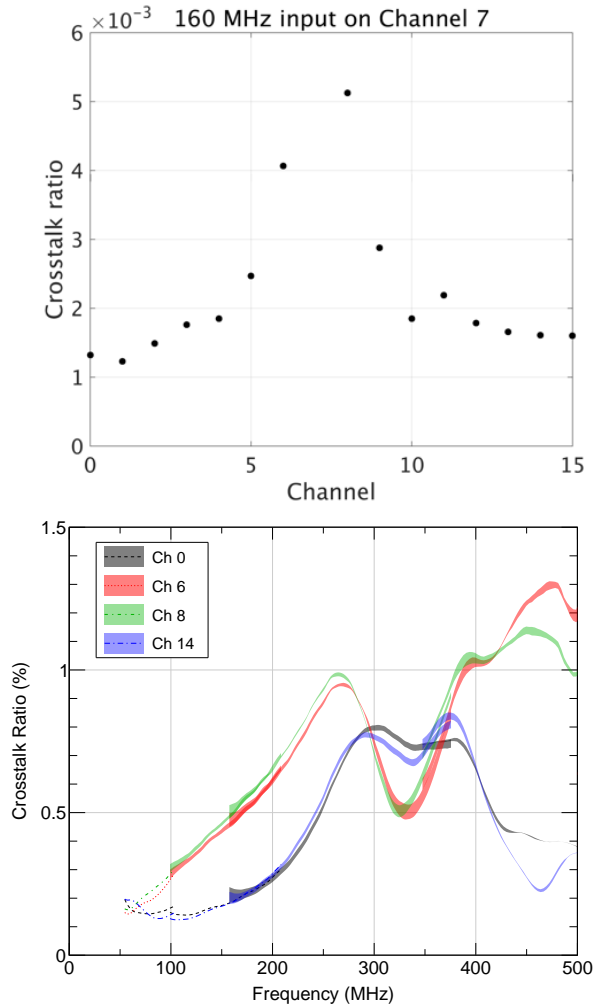 ×10⁻³ 160 MHz input on Channel 7
6
5
4
3
2
1
0
Crosstalk ratio
0 5 10 15
Channel
1.5
1
0.5
0
Crosstalk Ratio (%)
Ch 0
Ch 6
Ch 8
Ch 14
0 100 200 300 400 500
Frequency (MHz)